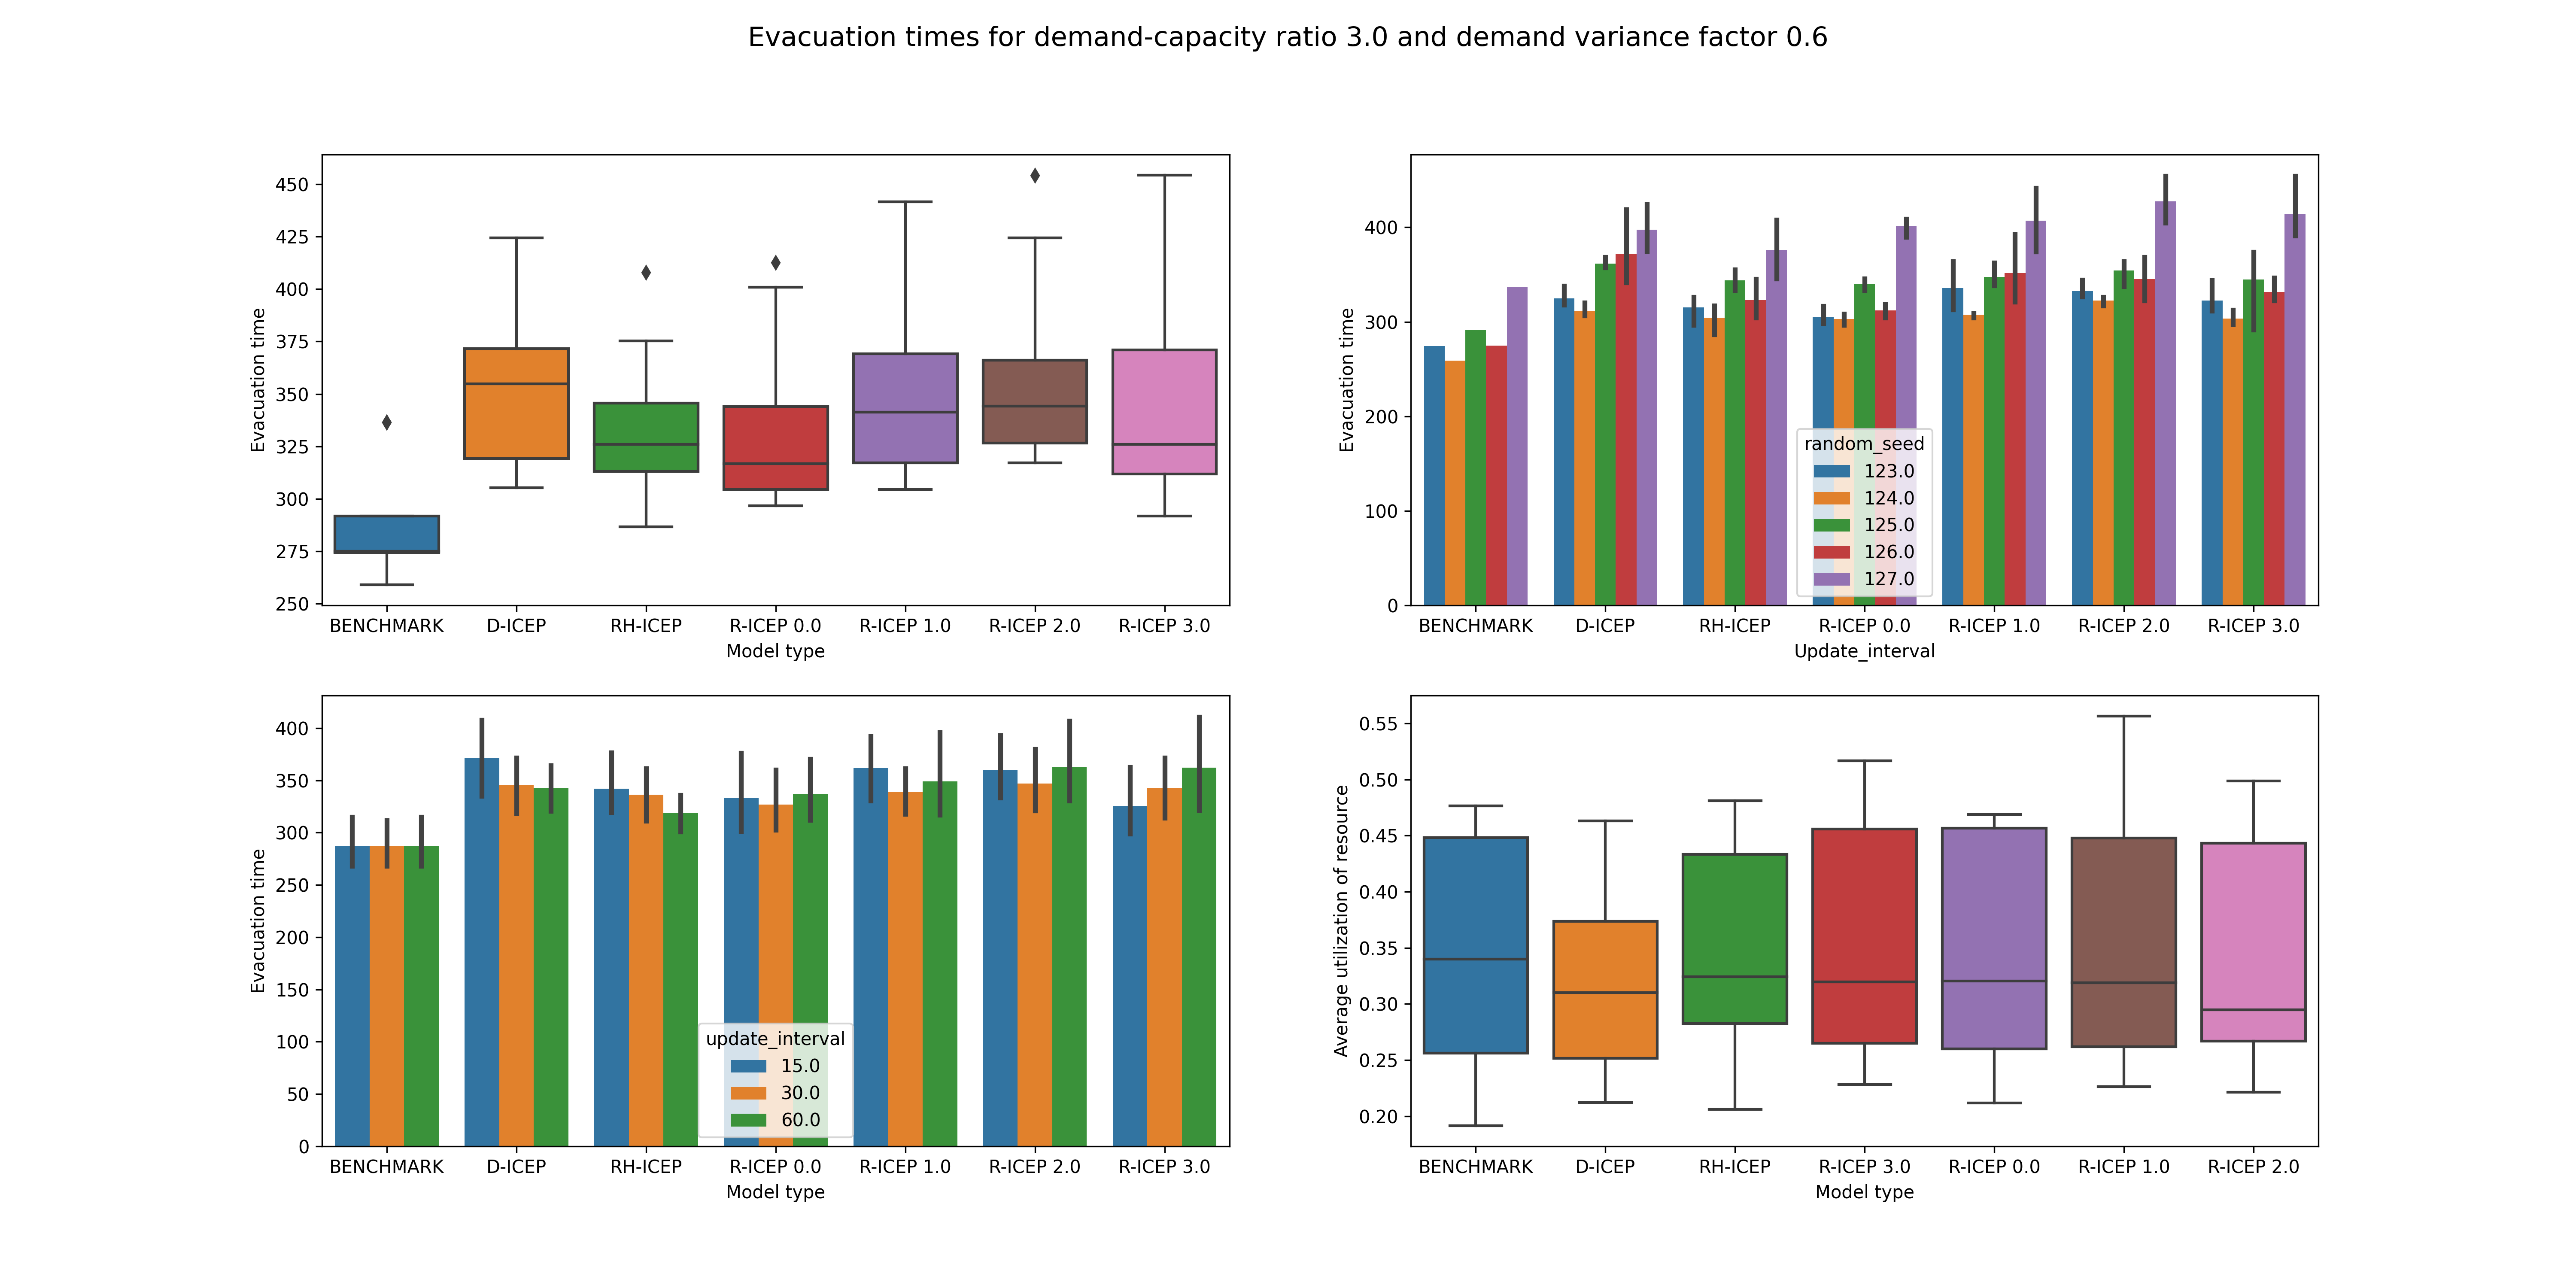 Evacuation times for demand-capacity ratio 3.0 and demand variance factor 0.6
Evacuation time
450
425
400
375
350
325
300
275
250
BENCHMARK D-ICEP RH-ICEP R-ICEP 0.0 R-ICEP 1.0 R-ICEP 2.0 R-ICEP 3.0
Model type
Evacuation time
400
300
200
100
0
random_seed
123.0
124.0
125.0
126.0
127.0
BENCHMARK D-ICEP RH-ICEP R-ICEP 0.0 R-ICEP 1.0 R-ICEP 2.0 R-ICEP 3.0
Update_interval
Evacuation time
400
350
300
250
200
150
100
50
0
update_interval
15.0
30.0
60.0
BENCHMARK D-ICEP RH-ICEP R-ICEP 0.0 R-ICEP 1.0 R-ICEP 2.0 R-ICEP 3.0
Model type
Average utilization of resource
0.55
0.50
0.45
0.40
0.35
0.30
0.25
0.20
BENCHMARK D-ICEP RH-ICEP R-ICEP 3.0 R-ICEP 0.0 R-ICEP 1.0 R-ICEP 2.0
Model type